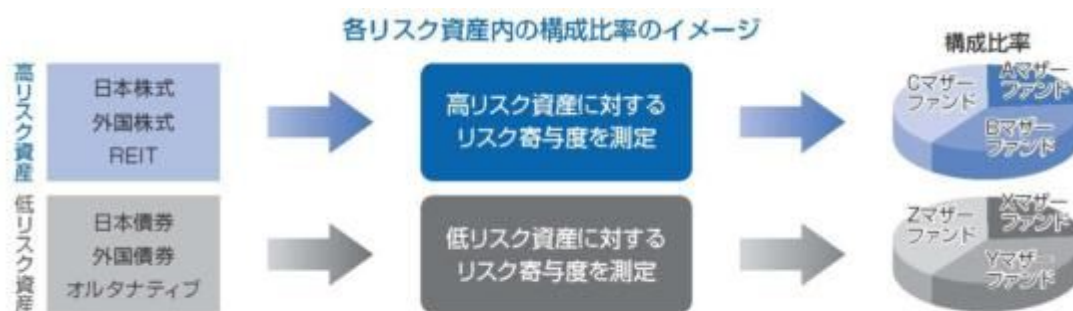 各リスク資産内の構成比率のイメージ
構成比率
高リスク資産
日本株式
外国株式
REIT
高リスク資産に対する
リスク寄与度を測定
Cマザー
ファンド
Aマザー
ファンド
Bマザー
ファンド
低リスク資産
日本債券
外国債券
オルタナティブ
低リスク資産に対する
リスク寄与度を測定
Zマザー
ファンド
Xマザー
ファンド
Yマザー
ファンド